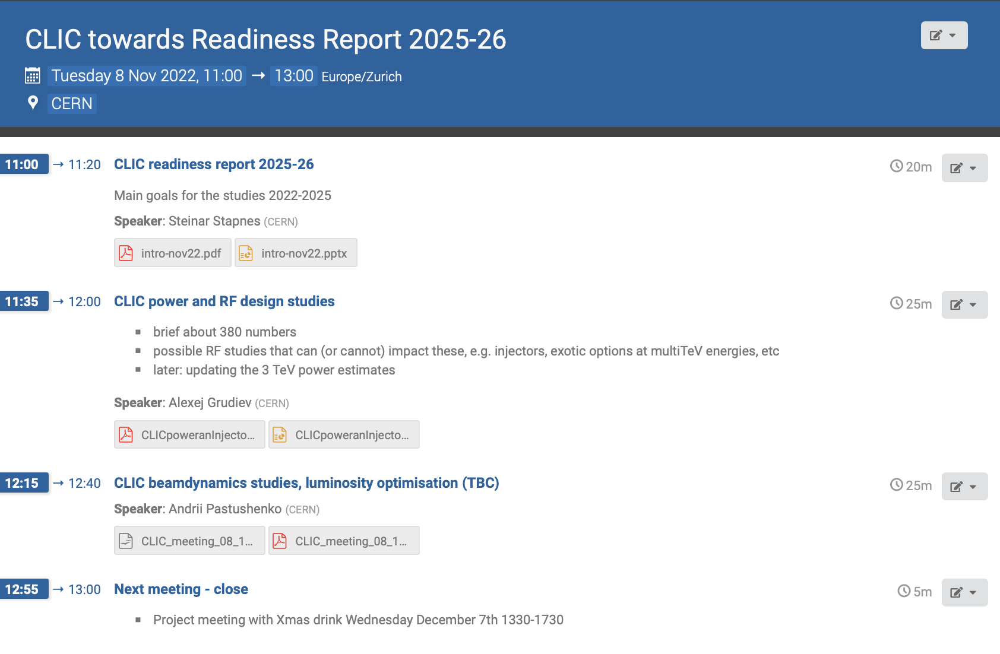 CLIC towards Readiness Report 2025-26
Tuesday 8 Nov 2022, 11:00 → 13:00 Europe/Zurich
CERN
11:00 → 11:20 CLIC readiness report 2025-26 20m
Main goals for the studies 2022-2025
Speaker: Steinar Stapnes (CERN)
intro-nov22.pdf intro-nov22.pptx
11:35 → 12:00 CLIC power and RF design studies 25m
▪ brief about 380 numbers
▪ possible RF studies that can (or cannot) impact these, e.g. injectors, exotic options at multiTeV energies, etc
▪ later: updating the 3 TeV power estimates
Speaker: Alexej Grudiev (CERN)
CLICpoweranInjecto... CLICpoweranInjecto...
12:15 → 12:40 CLIC beamdynamics studies, luminosity optimisation (TBC) 25m
Speaker: Andrii Pastushenko (CERN)
CLIC_meeting_08_1... CLIC_meeting_08_1...
12:55 → 13:00 Next meeting - close 5m
▪ Project meeting with Xmas drink Wednesday December 7th 1330-1730